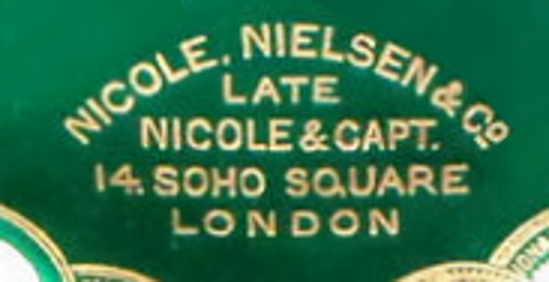 NICOLE, NIELSEN & Co
LATE
NICOLE & CAPT.
14. SOHO SQUARE
LONDON